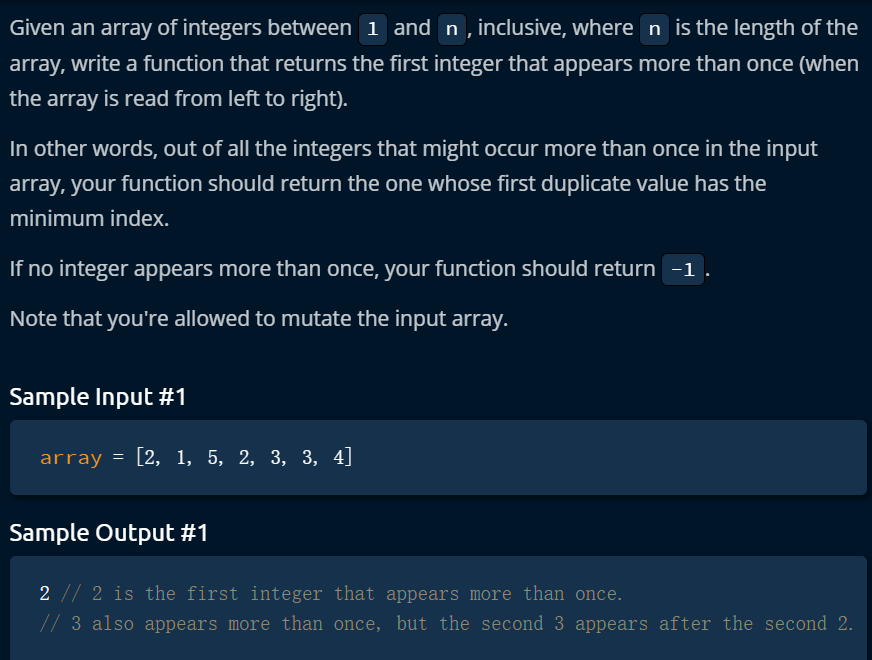 Given an array of integers between 1 and n, inclusive, where n is the length of the
array, write a function that returns the first integer that appears more than once (when
the array is read from left to right).
In other words, out of all the integers that might occur more than once in the input
array, your function should return the one whose first duplicate value has the
minimum index.
If no integer appears more than once, your function should return -1.
Note that you're allowed to mutate the input array.
Sample Input #1
array = [2, 1, 5, 2, 3, 3, 4]
Sample Output #1
2 // 2 is the first integer that appears more than once.
// 3 also appears more than once, but the second 3 appears after the second 2.